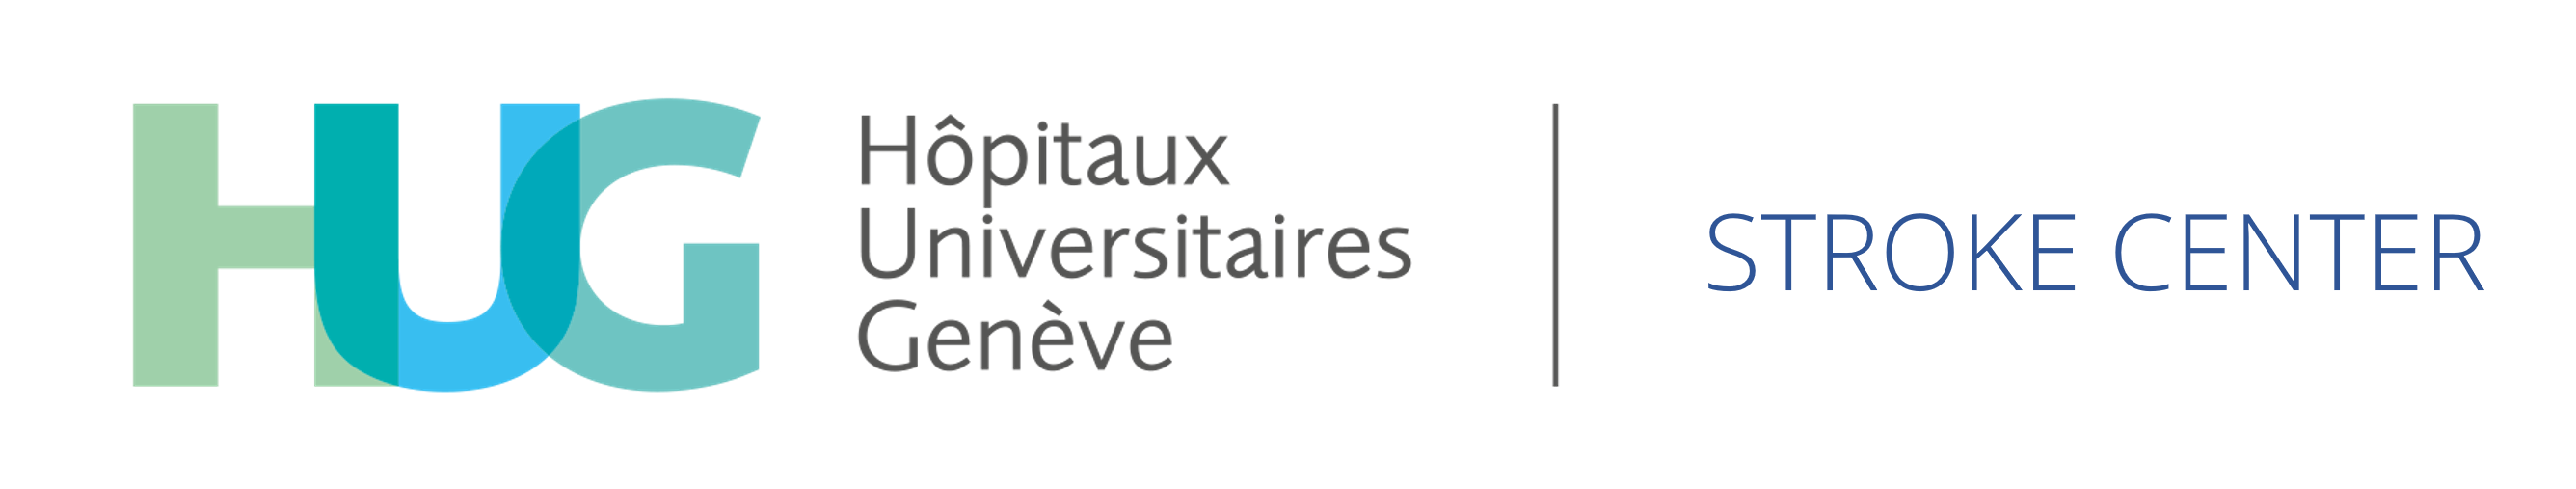 HUG
Hôpitaux
Universitaires
Genève
STROKE CENTER